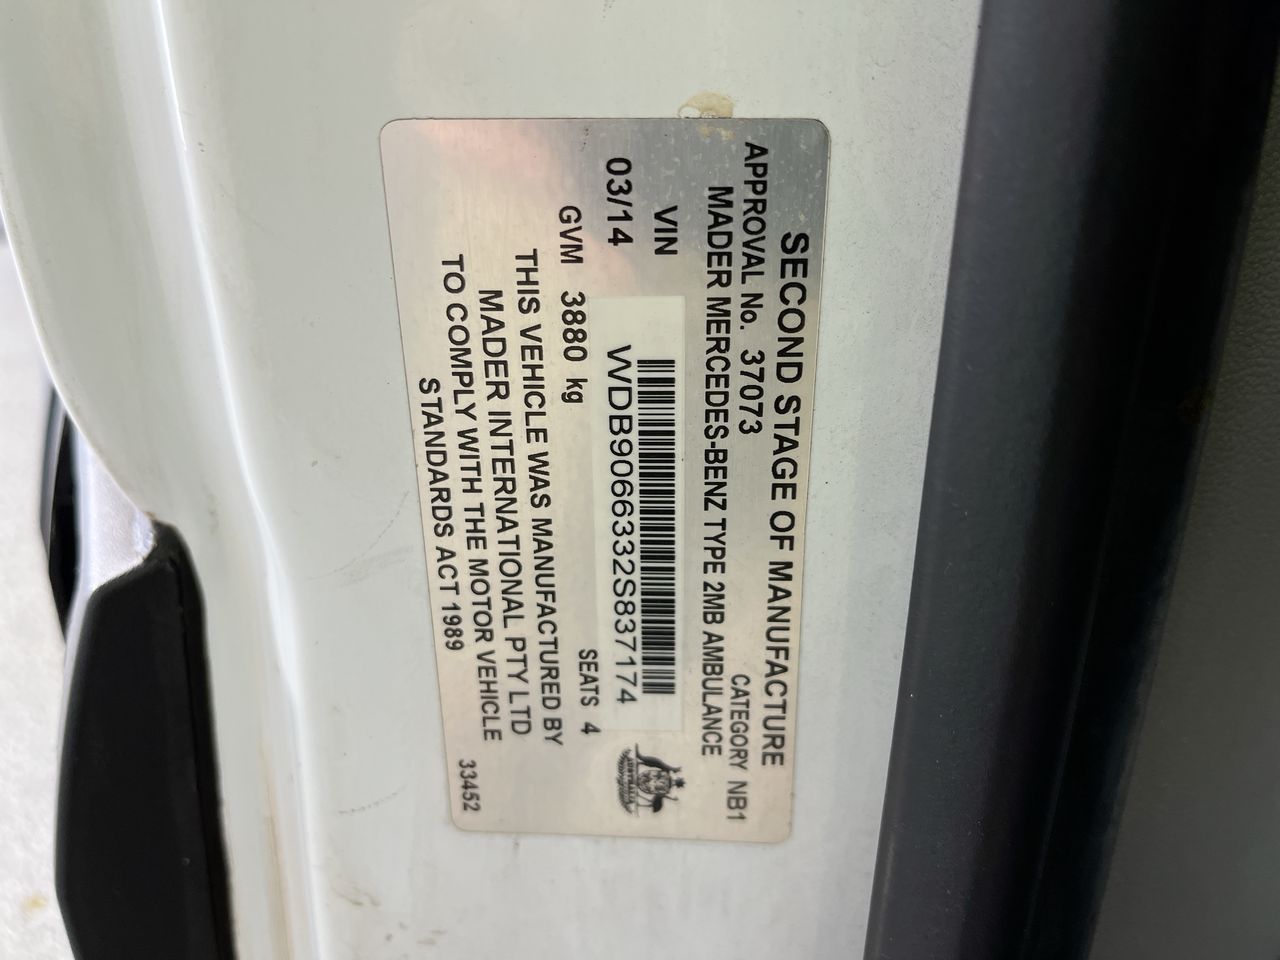 SECOND STAGE OF MANUFACTURE
APPROVAL No. 37073 CATEGORY NB1
MADER MERCEDES-BENZ TYPE 2MB AMBULANCE
VIN
03/14 WDB9066332S837174
GVM 3880 kg SEATS 4
THIS VEHICLE WAS MANUFACTURED BY
MADER INTERNATIONAL PTY LTD
TO COMPLY WITH THE MOTOR VEHICLE
STANDARDS ACT 1989 33452
AUSTRALIA